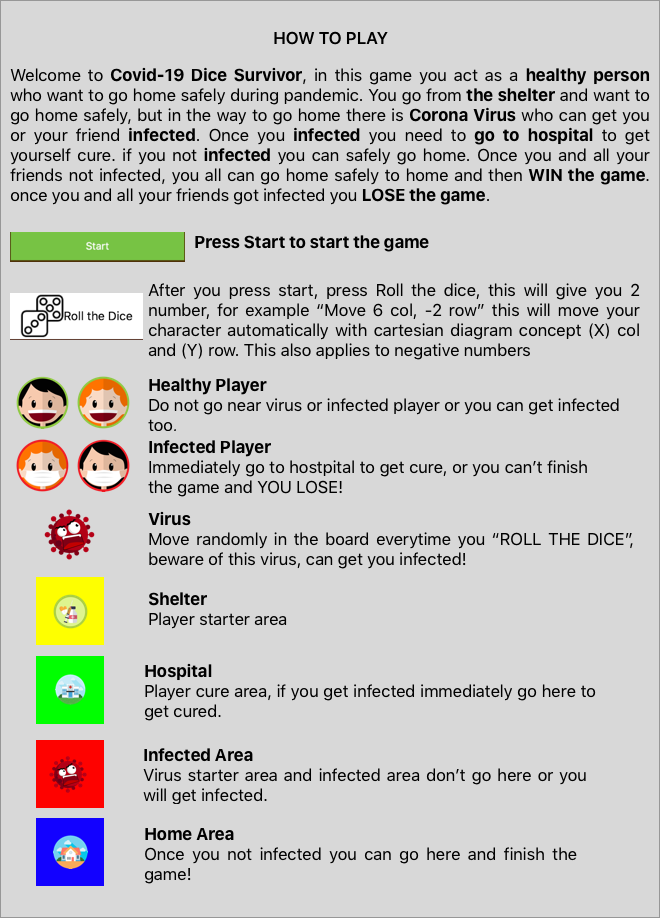 HOW TO PLAY
Welcome to Covid-19 Dice Survivor, in this game you act as a healthy person
who want to go home safely during pandemic. You go from the shelter and want to
go home safely, but in the way to go home there is Corona Virus who can get you
or your friend infected. Once you infected you need to go to hospital to get
yourself cure. if you not infected you can safely go home. Once you and all your
friends not infected, you all can go home safely to home and then WIN the game.
once you and all your friends got infected you LOSE the game.
Start
Press Start to start the game
Roll the Dice
After you press start, press Roll the dice, this will give you 2
number, for example “Move 6 col, -2 row” this will move your
character automatically with cartesian diagram concept (X) col
and (Y) row. This also applies to negative numbers
Healthy Player
Do not go near virus or infected player or you can get infected
too.
Infected Player
Immediately go to hostpital to get cure, or you can’t finish
the game and YOU LOSE!
Virus
Move randomly in the board everytime you “ROLL THE DICE”,
beware of this virus, can get you infected!
Shelter
Player starter area
Hospital
Player cure area, if you get infected immediately go here to
get cured.
Infected Area
Virus starter area and infected area don’t go here or you
will get infected.
Home Area
Once you not infected you can go here and finish the
game!